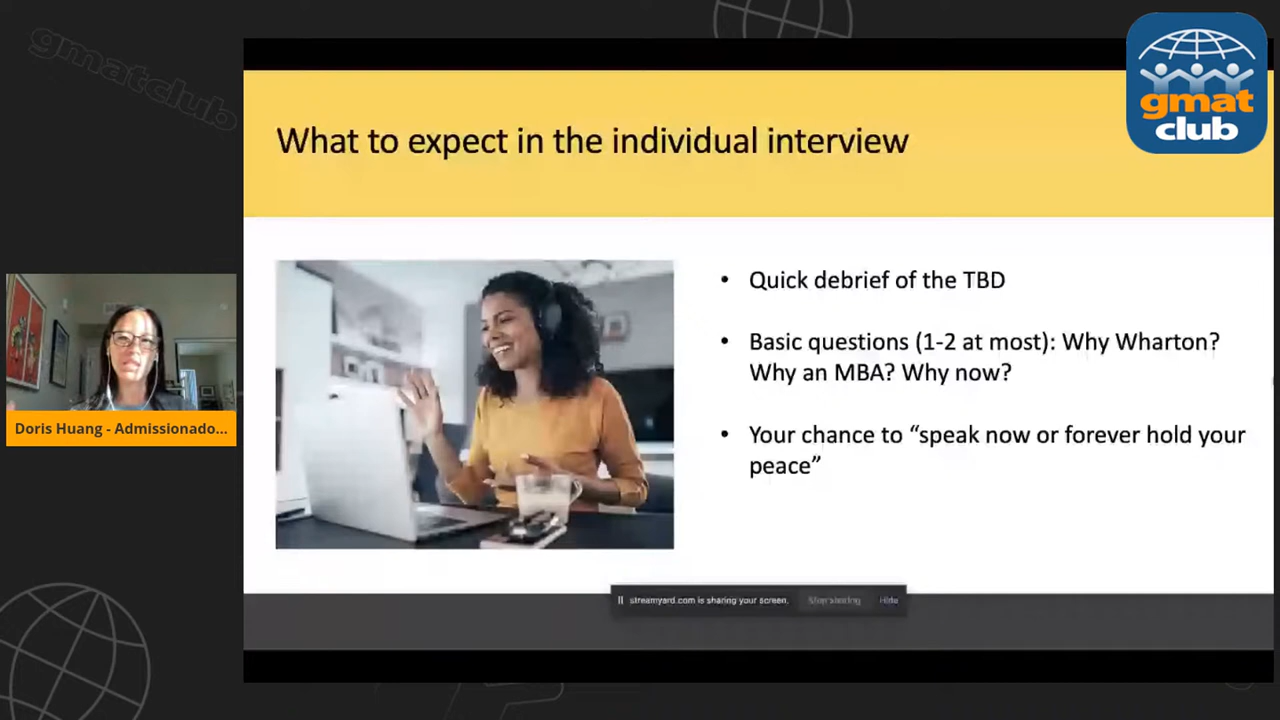 gmatclub
gmat
club
What to expect in the individual interview
• Quick debrief of the TBD
• Basic questions (1-2 at most): Why Wharton?
Why an MBA? Why now?
• Your chance to “speak now or forever hold your
peace”
Doris Huang - Admissionado...
streamyard.com is sharing your screen.
Stop sharing
Hide